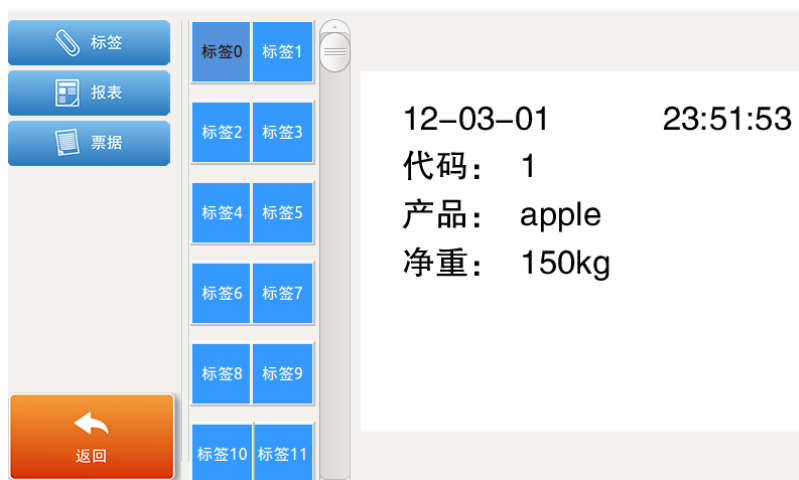 标签
报表
票据
返回
标签0 标签1
标签2 标签3
标签4 标签5
标签6 标签7
标签8 标签9
标签10 标签11
12-03-01 23:51:53
代码： 1
产品： apple
净重： 150kg